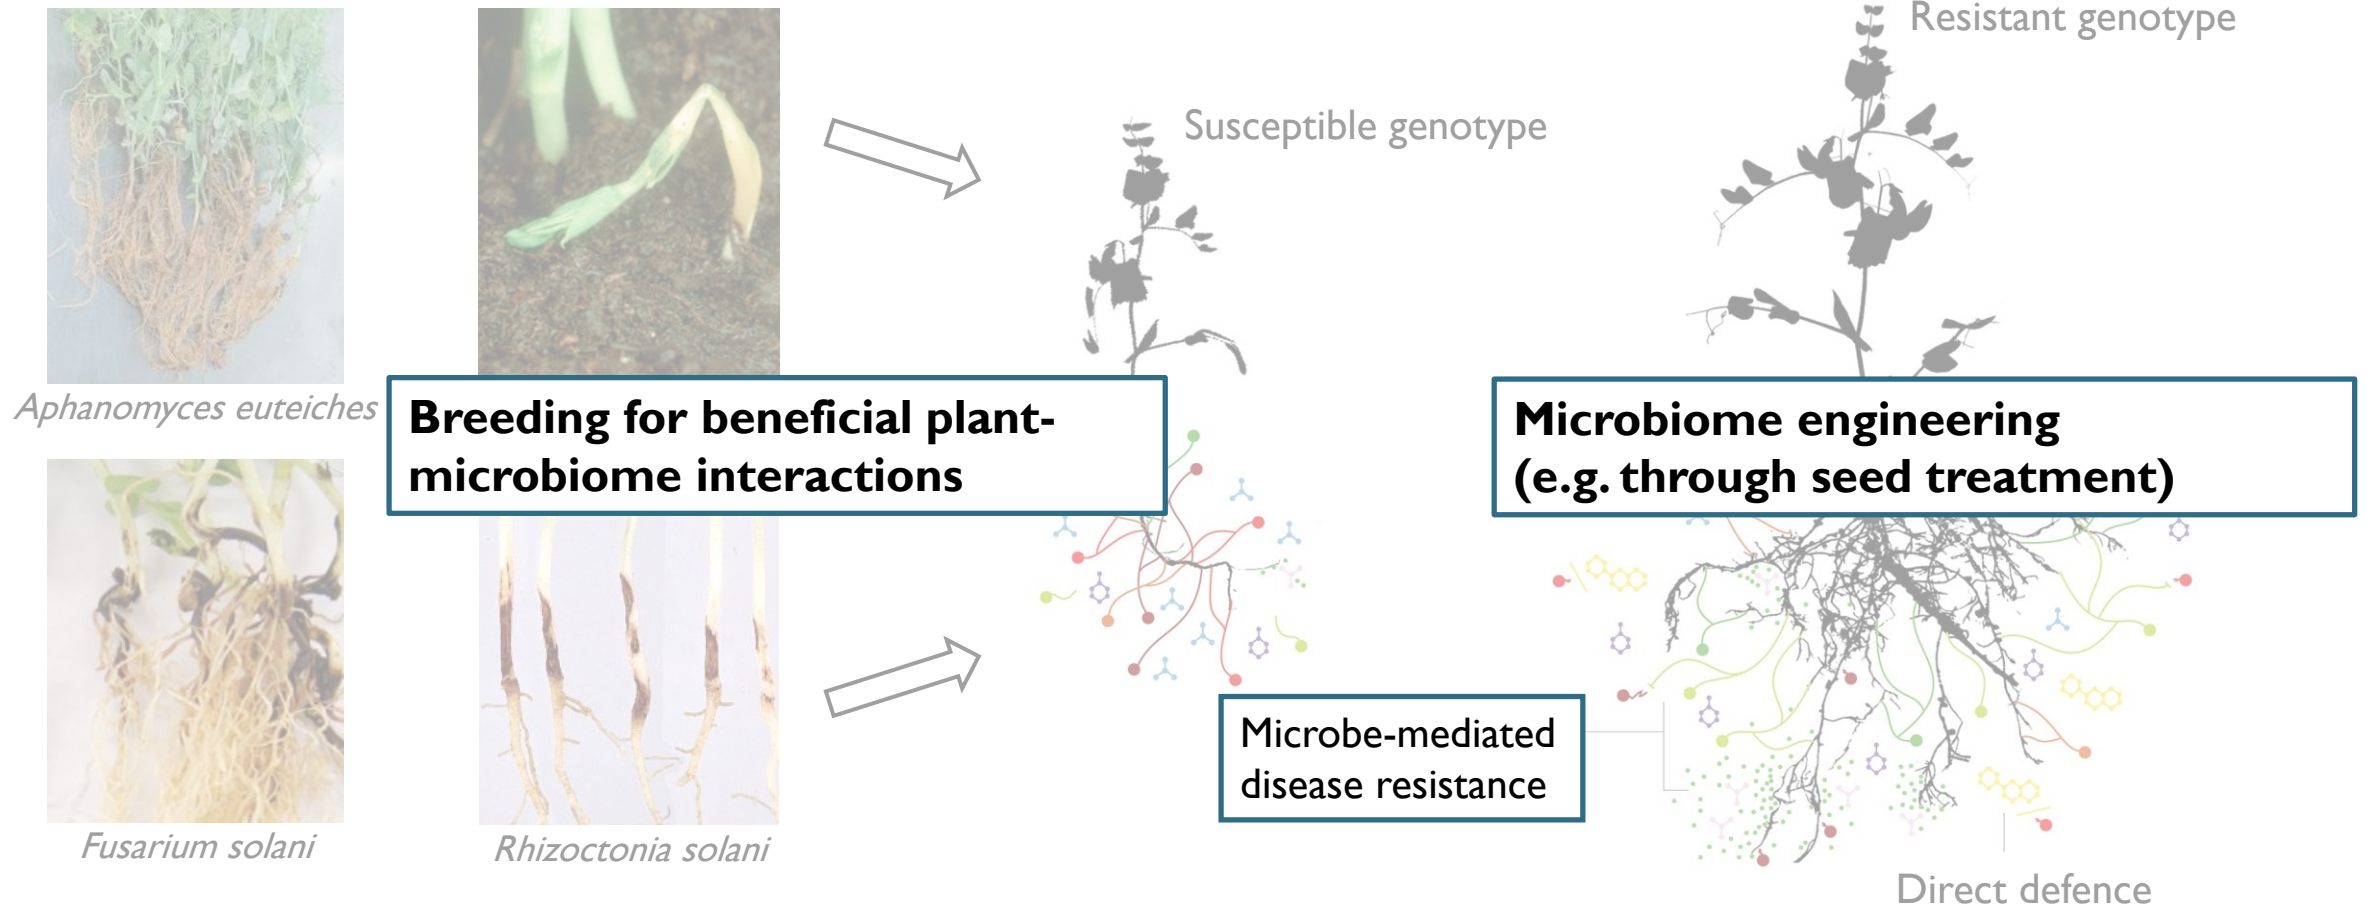 Resistant genotype
Susceptible genotype
Aphanomyces euteiches
Breeding for beneficial plant-
microbiome interactions
Microbiome engineering
(e.g. through seed treatment)
Microbe-mediated
disease resistance
Fusarium solani
Rhizoctonia solani
Direct defence